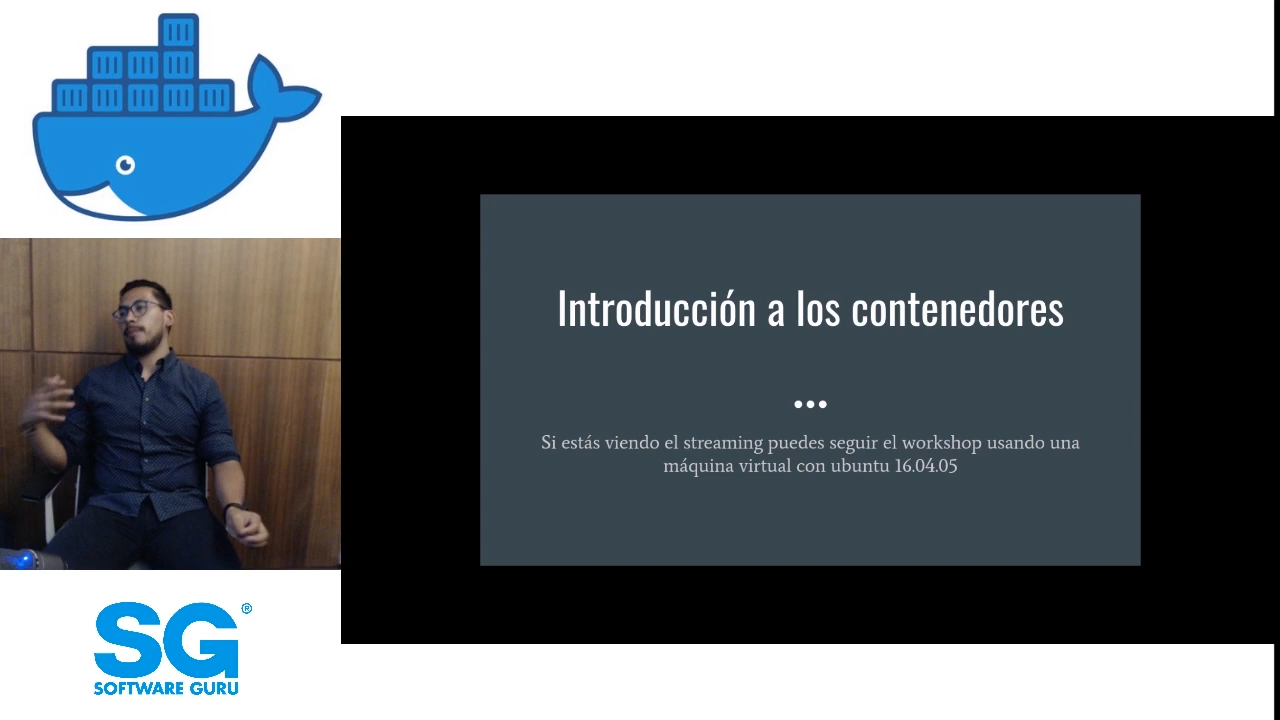 Introducción a los contenedores
Si estás viendo el streaming puedes seguir el workshop usando una
máquina virtual con ubuntu 16.04.05
SG®
SOFTWARE GURU